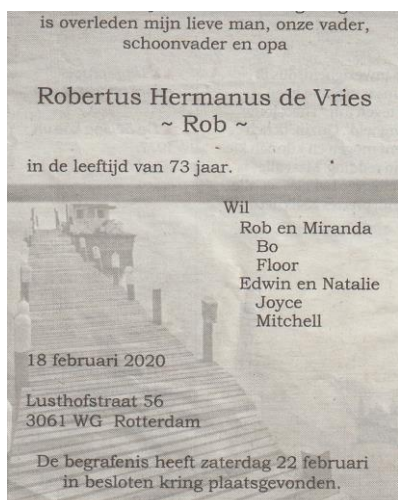 is overleden mijn lieve man, onze vader,
schoonvader en opa
Robertus Hermanus de Vries
~ Rob ~
in de leeftijd van 73 jaar.
Wil
Rob en Miranda
Bo
Floor
Edwin en Natalie
Joyce
Mitchell
18 februari 2020
Lusthofstraat 56
3061 WG Rotterdam
De begrafenis heeft zaterdag 22 februari
in besloten kring plaatsgevonden.